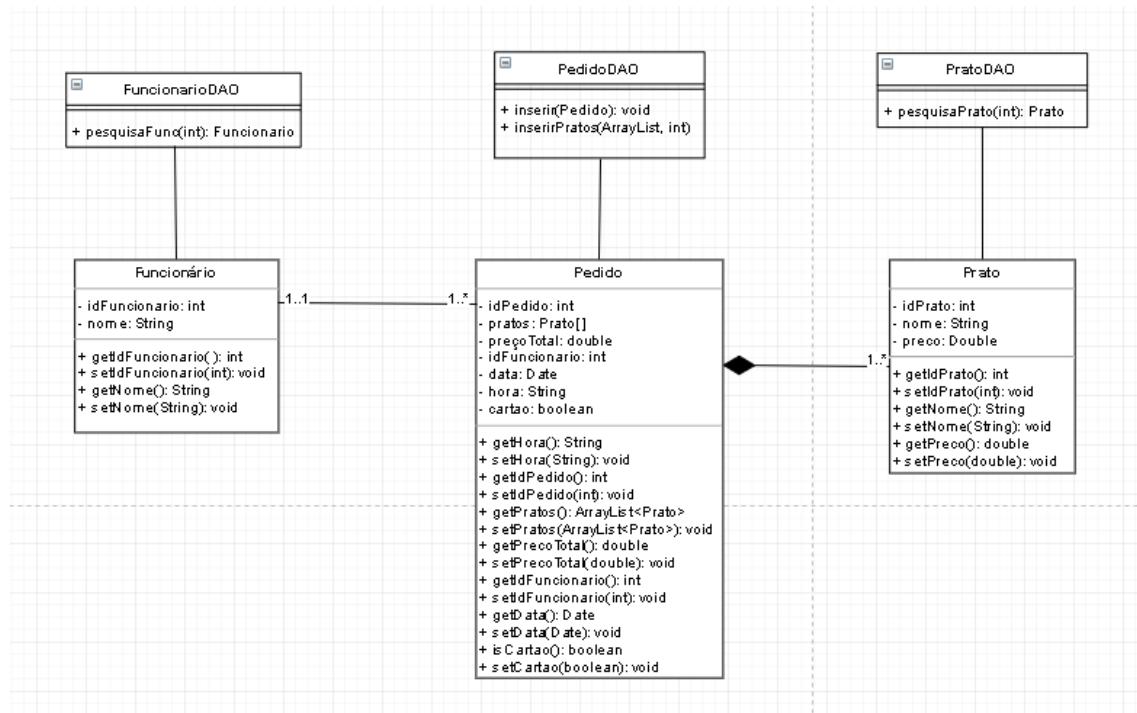 FuncionarioDAO
+ pesquisaFunc(int): Funcionario
PedidoDAO
+ inserir(Pedido): void
+ inserirPratos(ArrayList, int)
PratoDAO
+ pesquisaPrato(int): Prato
Funcionário
- idFuncionario: int
- nome: String
+ getIdFuncionario( ): int
+ setIdFuncionario(int): void
+ getNome(): String
+ setNome(String): void
1..1
1..*
Pedido
- idPedido: int
- pratos: Prato[]
- preçoTotal: double
- idFuncionario: int
- data: Date
- hora: String
- cartao: boolean
+ getHora(): String
+ setHora(String): void
+ getIdPedido(): int
+ setIdPedido(int): void
+ getPratos(): ArrayList<Prato>
+ setPratos(ArrayList<Prato>): void
+ getPrecoTotal(): double
+ setPrecoTotal(double): void
+ getIdFuncionario(): int
+ setIdFuncionario(int): void
+ getData(): Date
+ setData(Date): void
+ isCartao(): boolean
+ setCartao(boolean): void
1..*
Prato
- idPrato: int
- nome: String
- preco: Double
+ getIdPrato(): int
+ setIdPrato(int): void
+ getNome(): String
+ setNome(String): void
+ getPreco(): double
+ setPreco(double): void